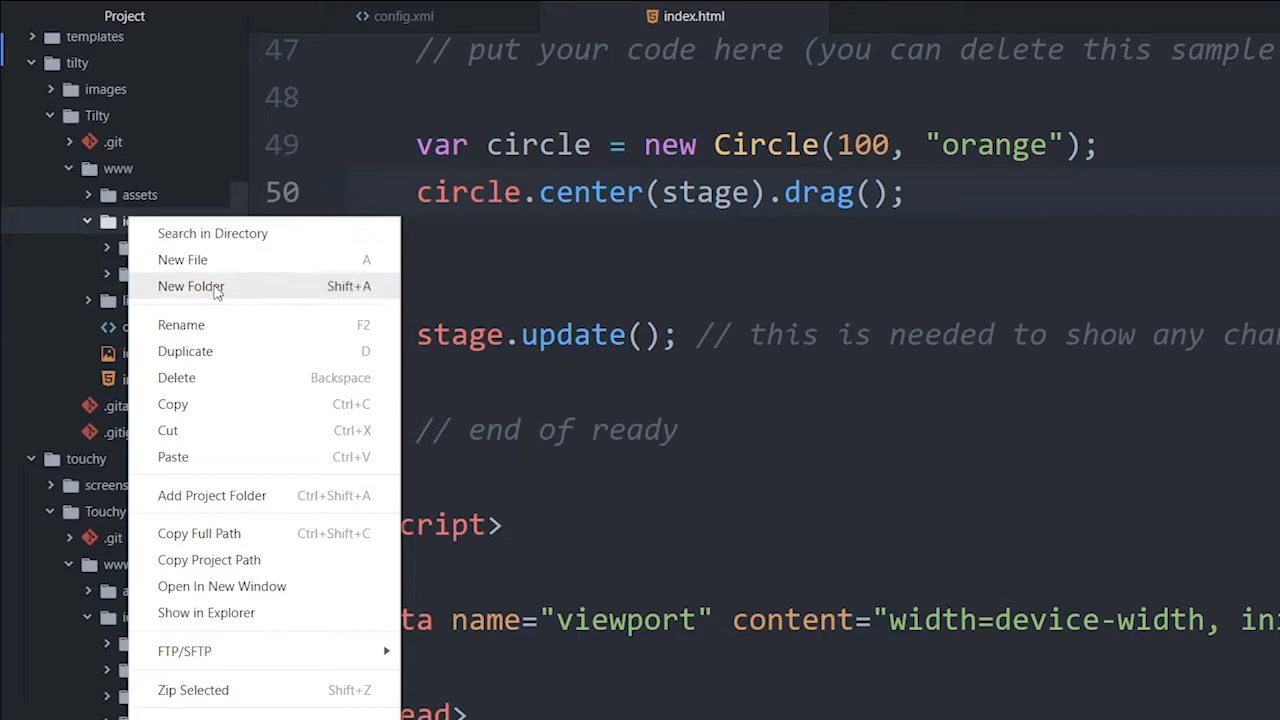 Project
config.xml
index.html
templates
tilty
images
Tilty
.git
www
assets
touchy
screens
Touchy
.git
Search in Directory
New File A
New Folder Shift+A
Rename F2
Duplicate D
Delete Backspace
Copy Ctrl+C
Cut Ctrl+X
Paste Ctrl+V
Add Project Folder Ctrl+Shift+A
Copy Full Path Ctrl+Shift+C
Copy Project Path
Open In New Window
Show in Explorer
FTP/SFTP
Zip Selected Shift+Z
47 // put your code here (you can delete this sample
48
49 var circle = new Circle(100, "orange");
50 circle.center(stage).drag();
stage.update(); // this is needed to show any
// end of ready
cript>
ta name="viewport" content="width=device-width,
ead>